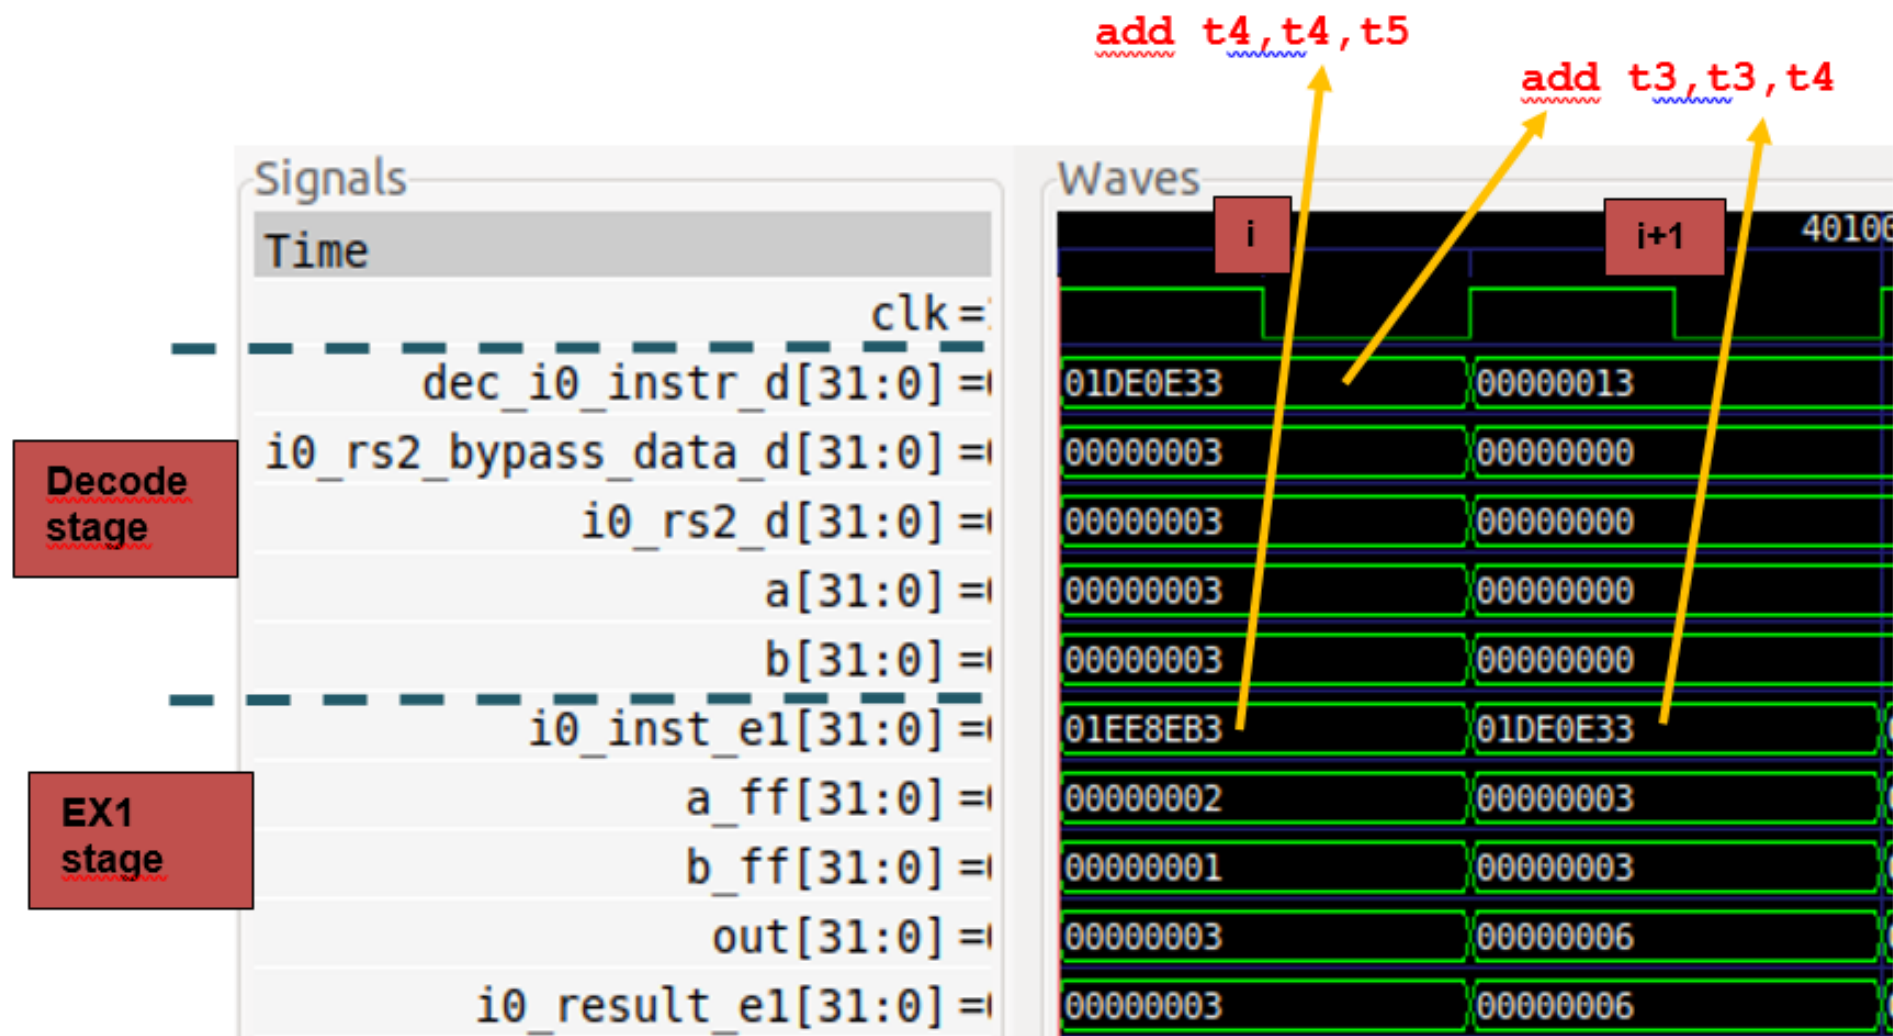 add t4,t4,t5
add t3,t3,t4
Signals
Waves
Time
i
i+1
clk =
dec_i0_instr_d[31:0] = 01DE0E33 00000013
Decode
stage
i0_rs2_bypass_data_d[31:0] = 00000003 00000000
i0_rs2_d[31:0] = 00000003 00000000
a[31:0] = 00000003 00000000
b[31:0] = 00000003 00000000
i0_inst_e1[31:0] = 01EE8EB3 01DE0E33
EX1
stage
a_ff[31:0] = 00000002 00000003
b_ff[31:0] = 00000001 00000003
out[31:0] = 00000003 00000006
i0_result_e1[31:0] = 00000003 00000006